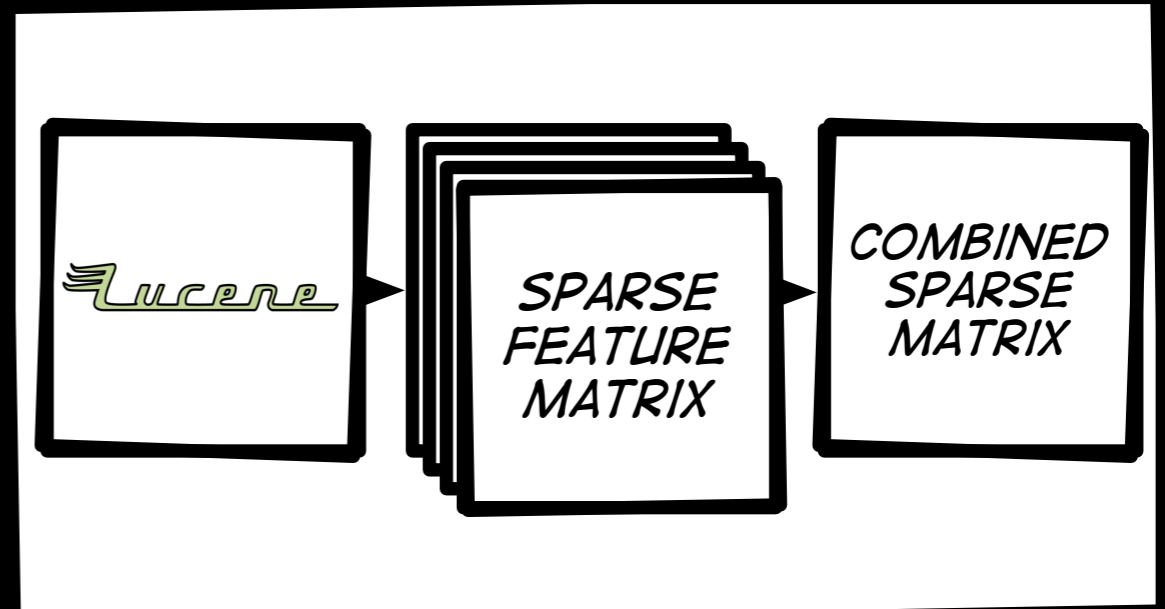 Lucene
SPARSE
FEATURE
MATRIX
COMBINED
SPARSE
MATRIX